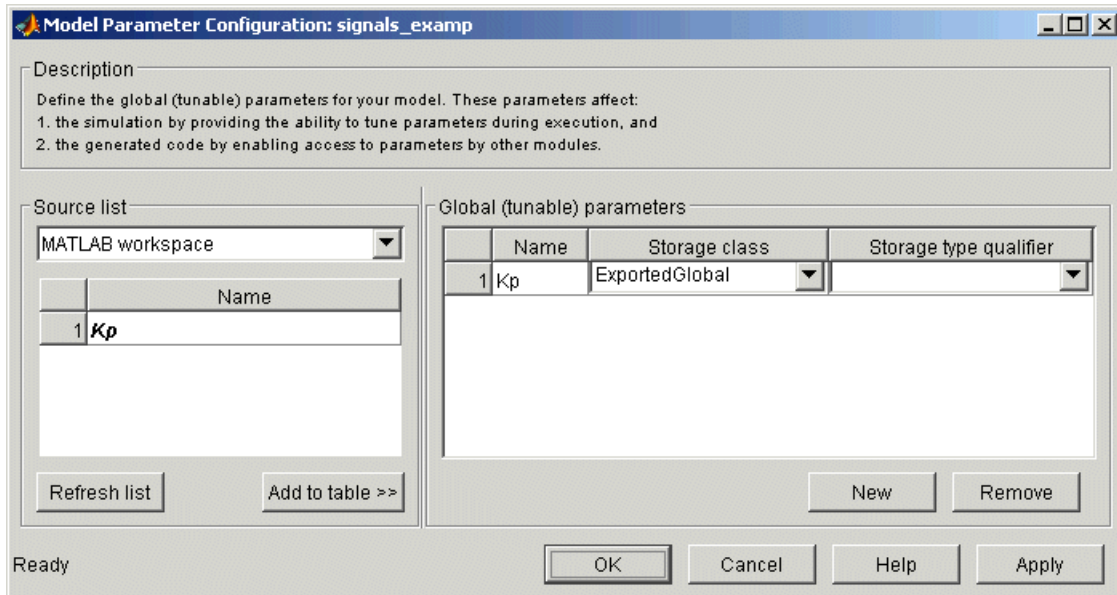 Model Parameter Configuration: signals_examp
Description
Define the global (tunable) parameters for your model. These parameters affect:
1. the simulation by providing the ability to tune parameters during execution, and
2. the generated code by enabling access to parameters by other modules.
Source list
MATLAB workspace
Name
1 Kp
Refresh list
Add to table >>
Global (tunable) parameters
Name Storage class Storage type qualifier
1 Kp ExportedGlobal
New
Remove
Ready
OK
Cancel
Help
Apply